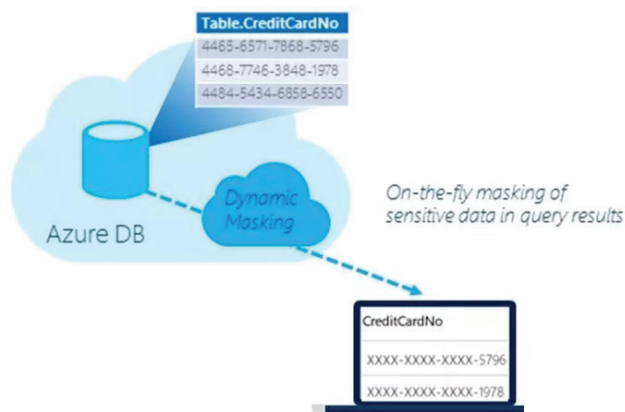 Table.CreditCardNo
4465-6571-7868-5796
4468-7746-3848-1978
4484-5434-6858-6550
Dynamic
Masking
Azure DB
On-the-fly masking of
sensitive data in query results
CreditCardNo
XXXX-XXXX-XXXX-5796
XXXX-XXXX-XXXX-1978